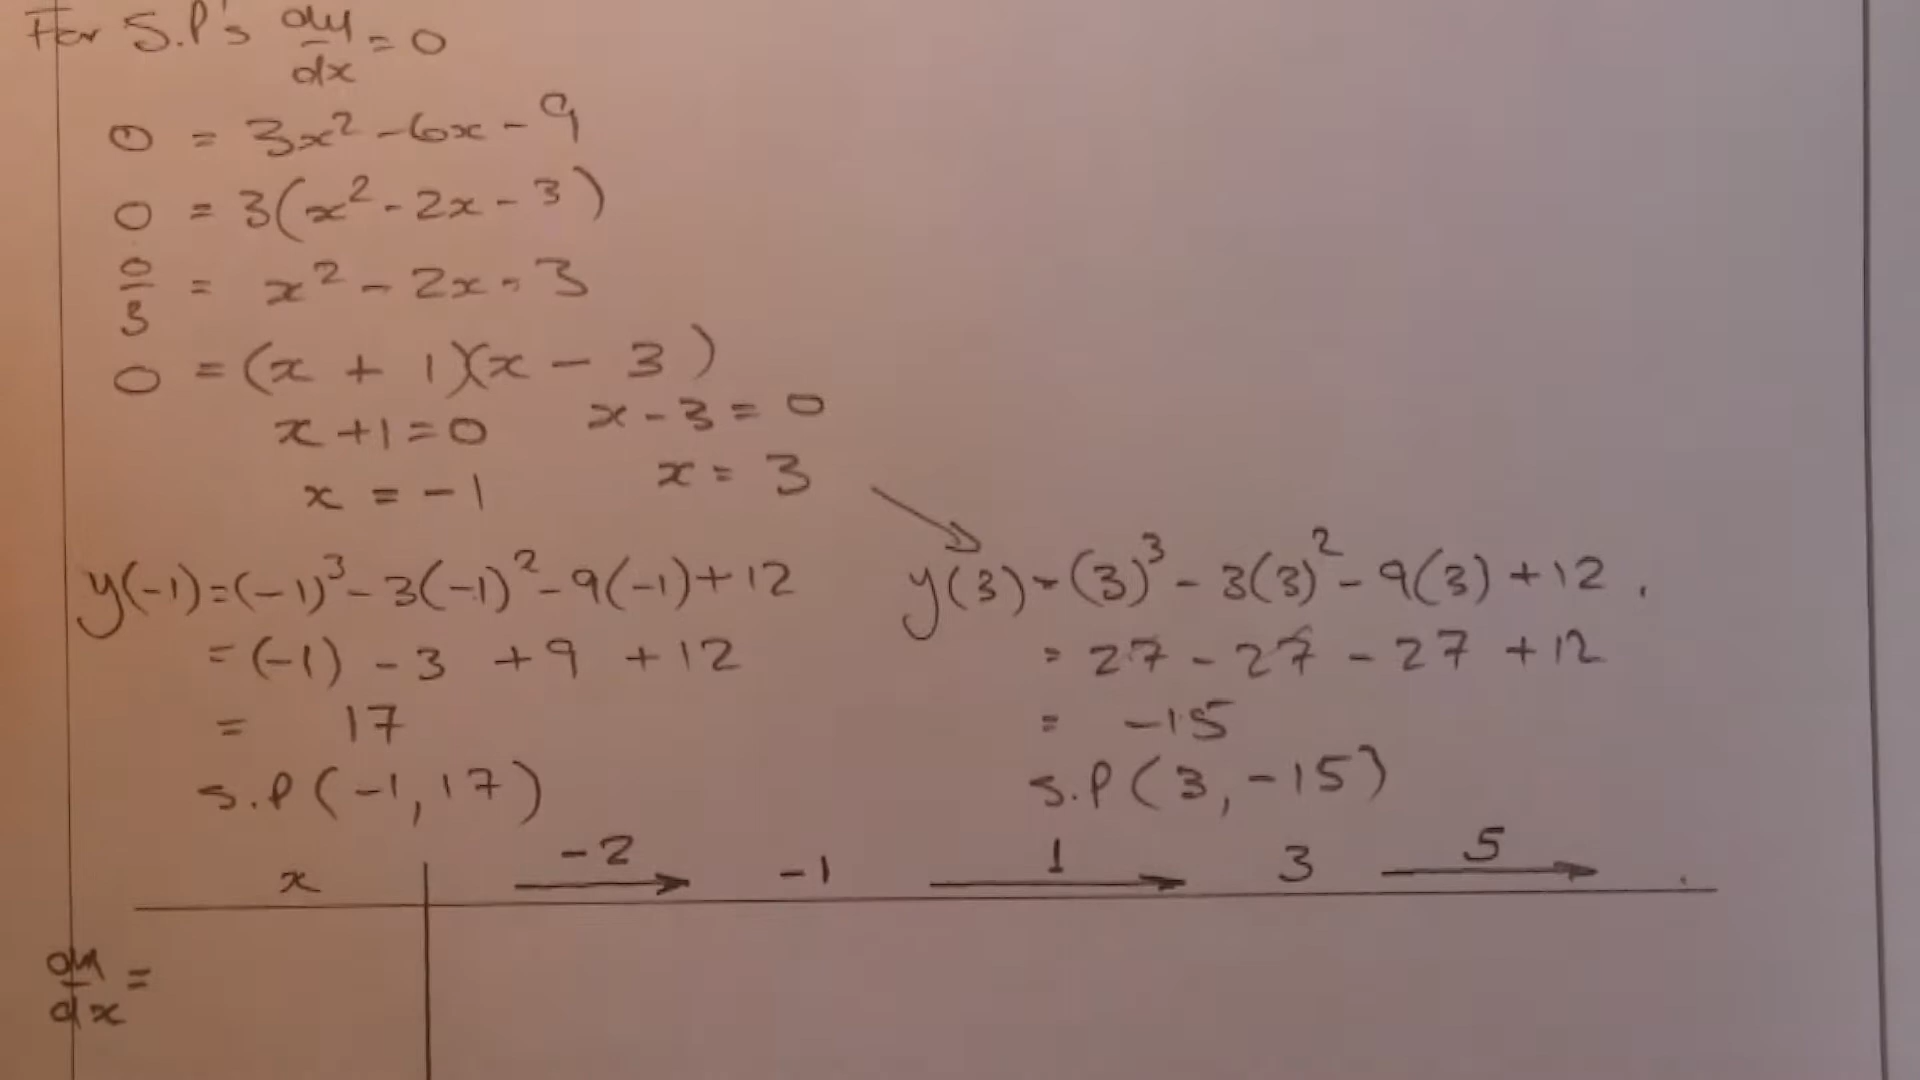 For S.P's dy/dx = 0
0 = 3x² - 6x - 9
0 = 3(x² - 2x - 3)
0/3 = x² - 2x - 3
0 = (x + 1)(x - 3)
x + 1 = 0 x - 3 = 0
x = -1 x = 3
y(-1) = (-1)³ - 3(-1)² - 9(-1) + 12 y(3) = (3)³ - 3(3)² - 9(3) + 12
= (-1) - 3 + 9 + 12 = 27 - 27 - 27 + 12
= 17 = -15
S.P (-1, 17) S.P (3, -15)
x -2 → -1 1 → 3 5 →
dy/dx =